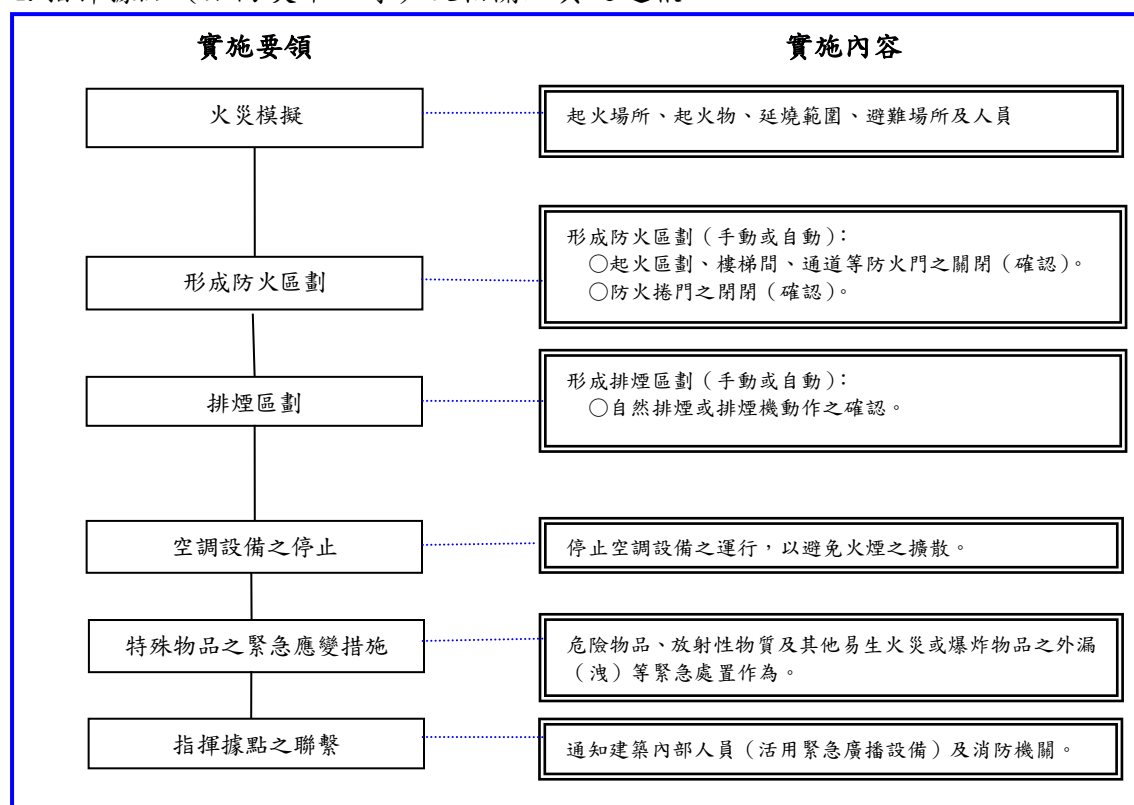 實施要領
實施內容
火災模擬
起火場所、起火物、延燒範圍、避難場所及人員
形成防火區劃
形成防火區劃（手動或自動）：
○起火區劃、樓梯間、通道等防火門之關閉（確認）。
○防火捲門之閉閉（確認）。
排煙區劃
形成排煙區劃（手動或自動）：
○自然排煙或排煙機動作之確認。
空調設備之停止
停止空調設備之運行，以避免火煙之擴散。
特殊物品之緊急應變措施
危險物品、放射性物質及其他易生火災或爆炸物品之外漏
（洩）等緊急處置作為。
指揮據點之聯繫
通知建築內部人員（活用緊急廣播設備）及消防機關。